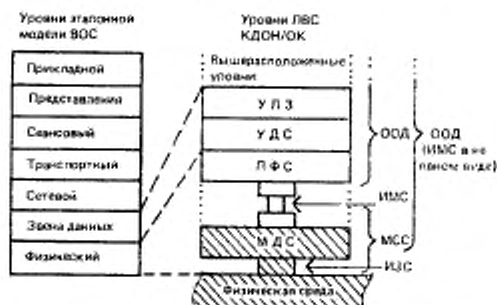 Уровни эталонной
модели ВОС
Прикладной
Представления
Сеансовый
Транспортный
Сетевой
Звена данных
Физический
Уровни ЛВС
КДОН/ОК
Вышерасположенные
уровни
УЛЗ
УДС
ЛФС
МДС
Физическая среда
ООД
ИМС
МСС
ИЗС
ООД
(ИМС в не
явном виде)